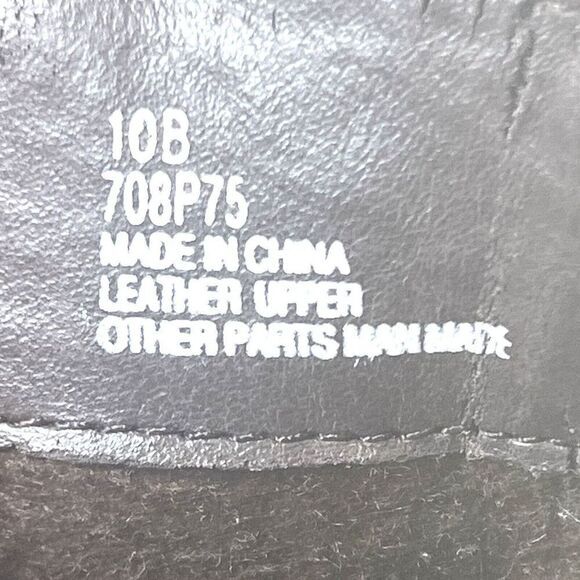 10B
708P75
MADE IN CHINA
LEATHER UPPER
OTHER PARTS MAN MADE